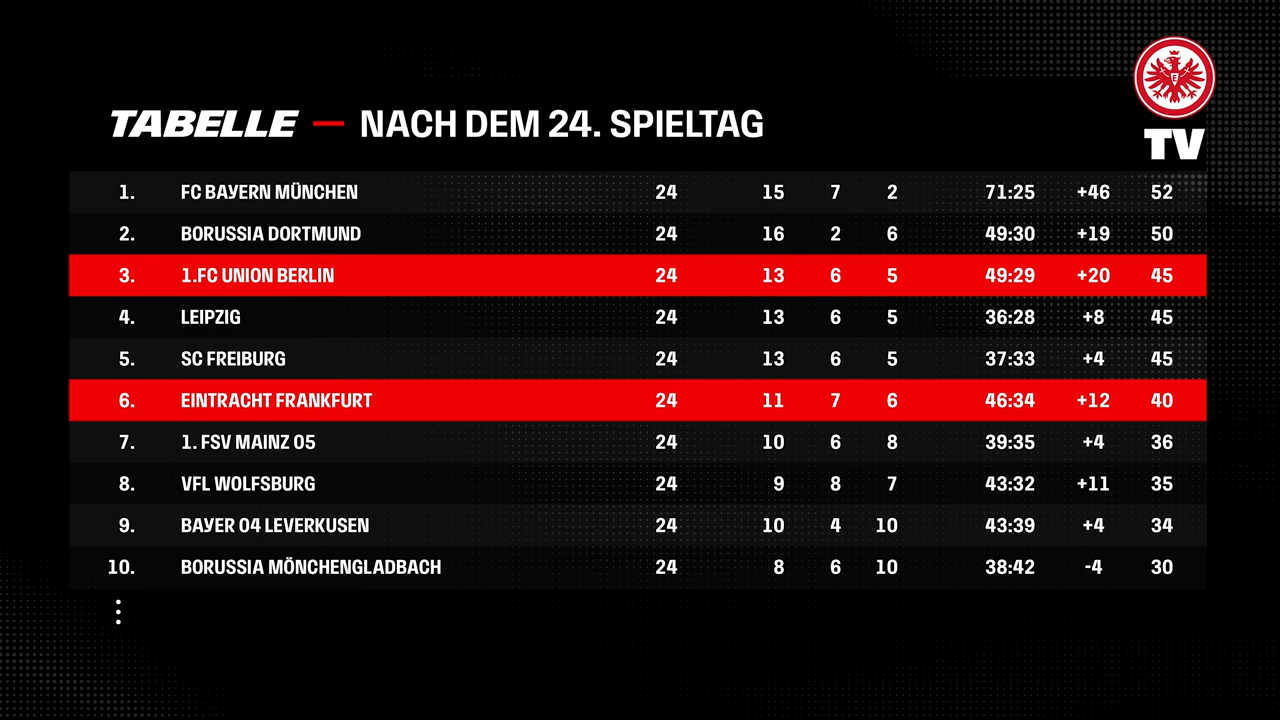 TABELLE — NACH DEM 24. SPIELTAG
TV
1. FC BAYERN MÜNCHEN 24 15 7 2 71:25 +46 52
2. BORUSSIA DORTMUND 24 16 2 6 49:30 +19 50
3. 1.FC UNION BERLIN 24 13 6 5 49:29 +20 45
4. LEIPZIG 24 13 6 5 36:28 +8 45
5. SC FREIBURG 24 13 6 5 37:33 +4 45
6. EINTRACHT FRANKFURT 24 11 7 6 46:34 +12 40
7. 1. FSV MAINZ 05 24 10 6 8 39:35 +4 36
8. VFL WOLFSBURG 24 9 8 7 43:32 +11 35
9. BAYER 04 LEVERKUSEN 24 10 4 10 43:39 +4 34
10. BORUSSIA MÖNCHENGLADBACH 24 8 6 10 38:42 -4 30